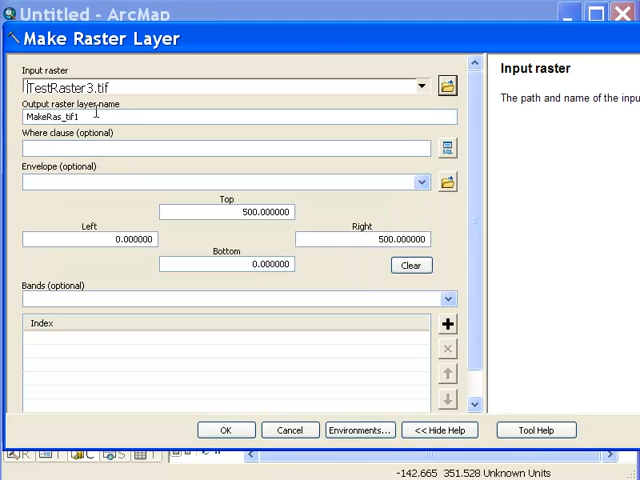 Untitled - ArcMap
Make Raster Layer
Input raster
TestRaster3.tif
Output raster layer name
MakeRas_tif1
Where clause (optional)
SQL
Envelope (optional)
Top
500.000000
Left
Right
0.000000
500.000000
Bottom
0.000000
Clear
Bands (optional)
Index
OK
Cancel
Environments...
<< Hide Help
Tool Help
Input raster
The path and name of the inpu
-142.665 351.528 Unknown Units